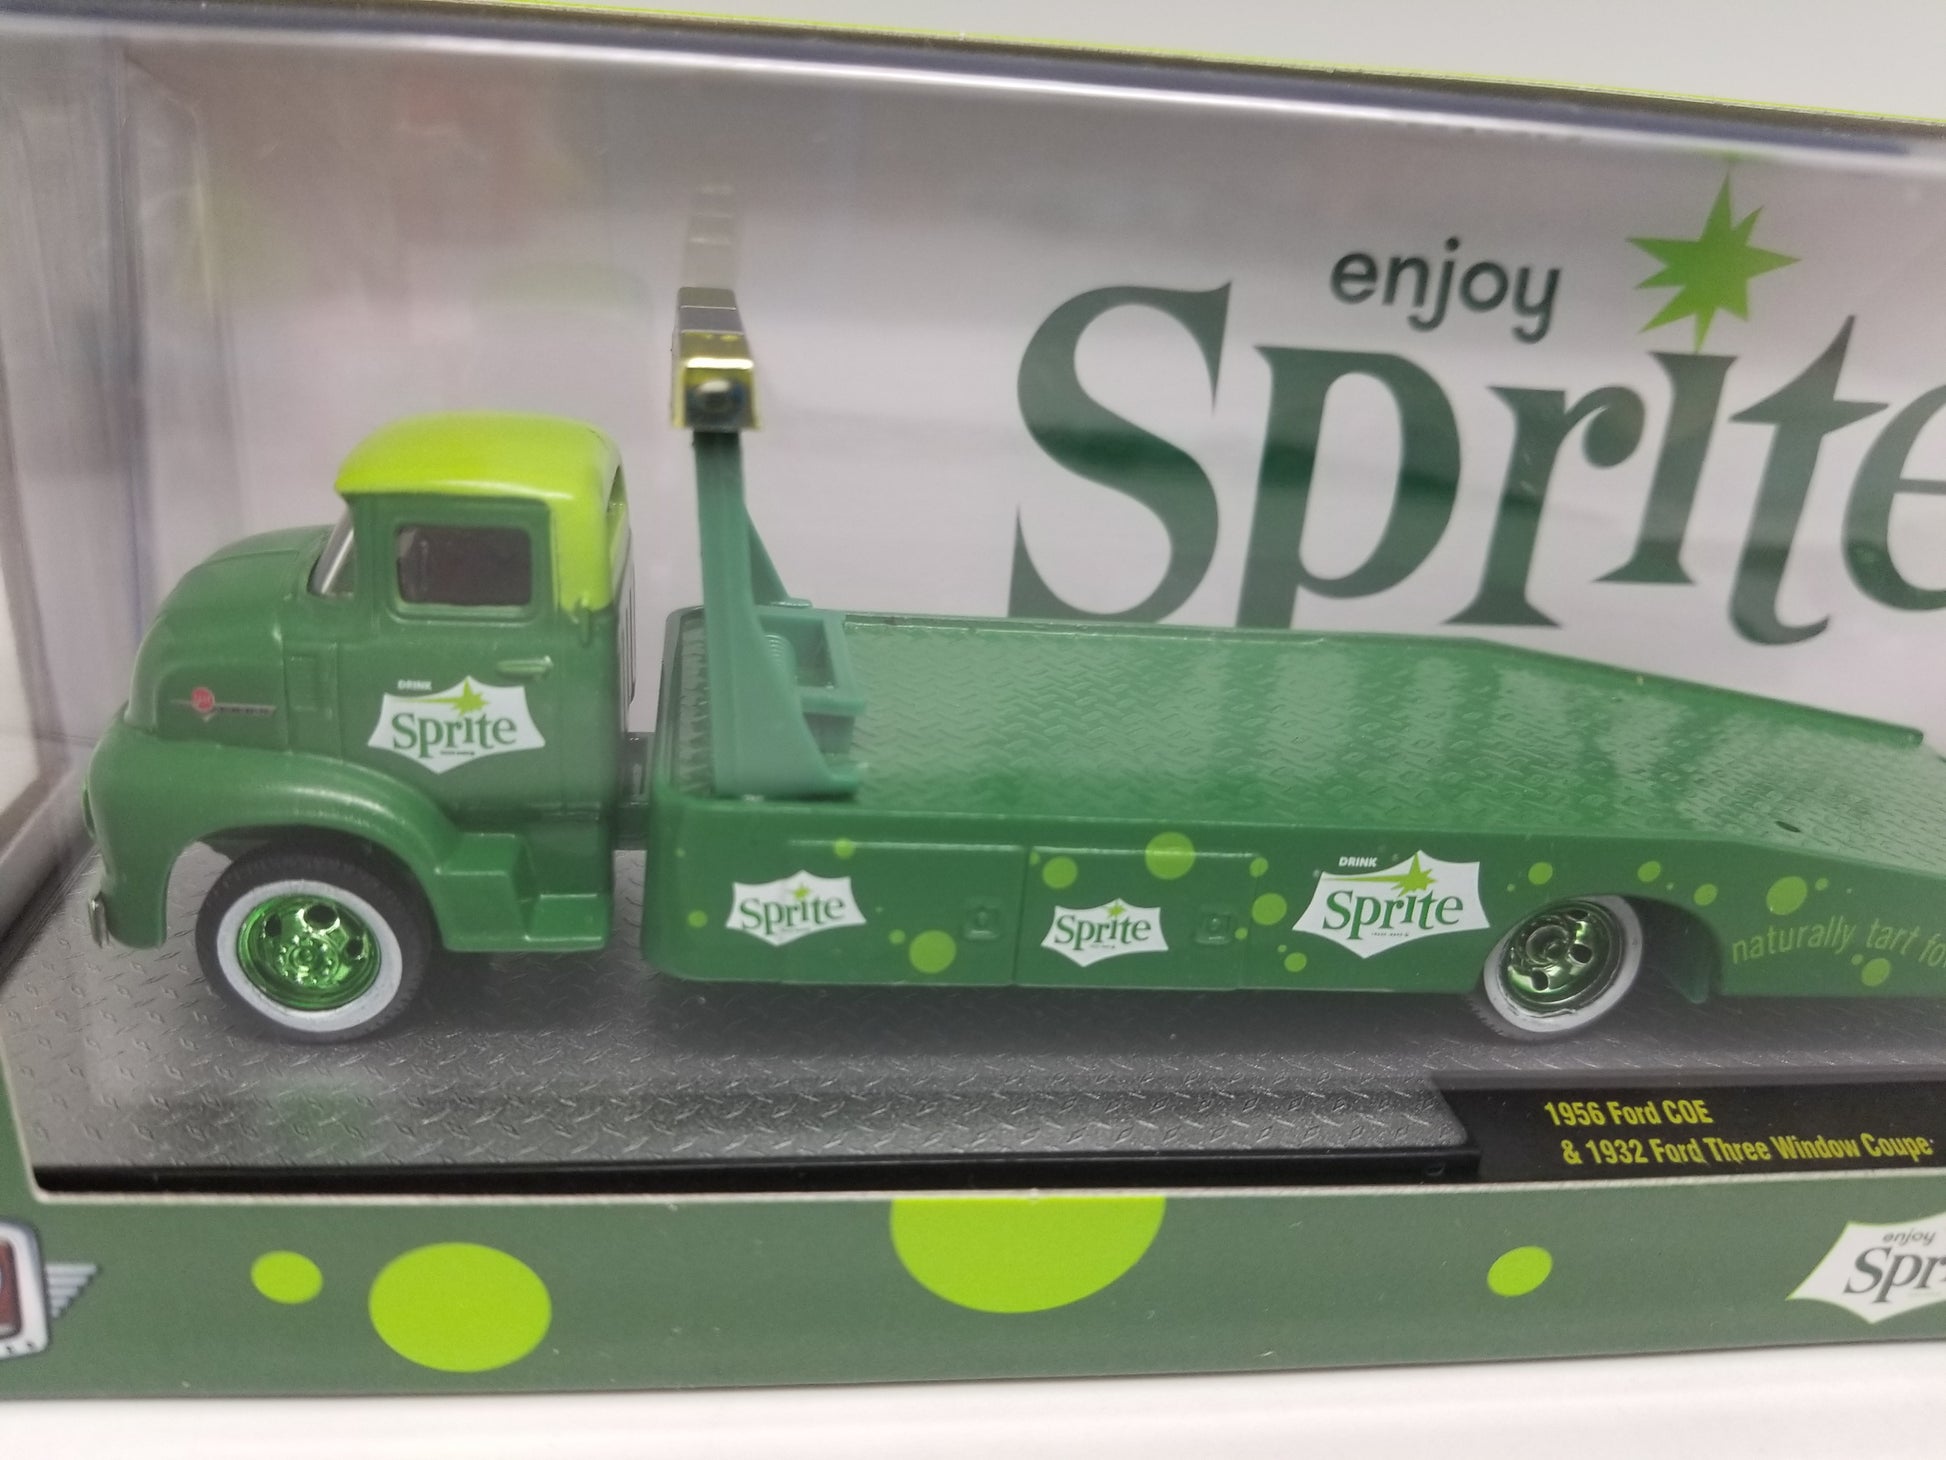 enjoy
Sprite
DRINK
Sprite
Sprite
Sprite
DRINK
Sprite
naturally tart fo
1956 Ford COE
& 1932 Ford Three Window Coupe
enjoy
Spri